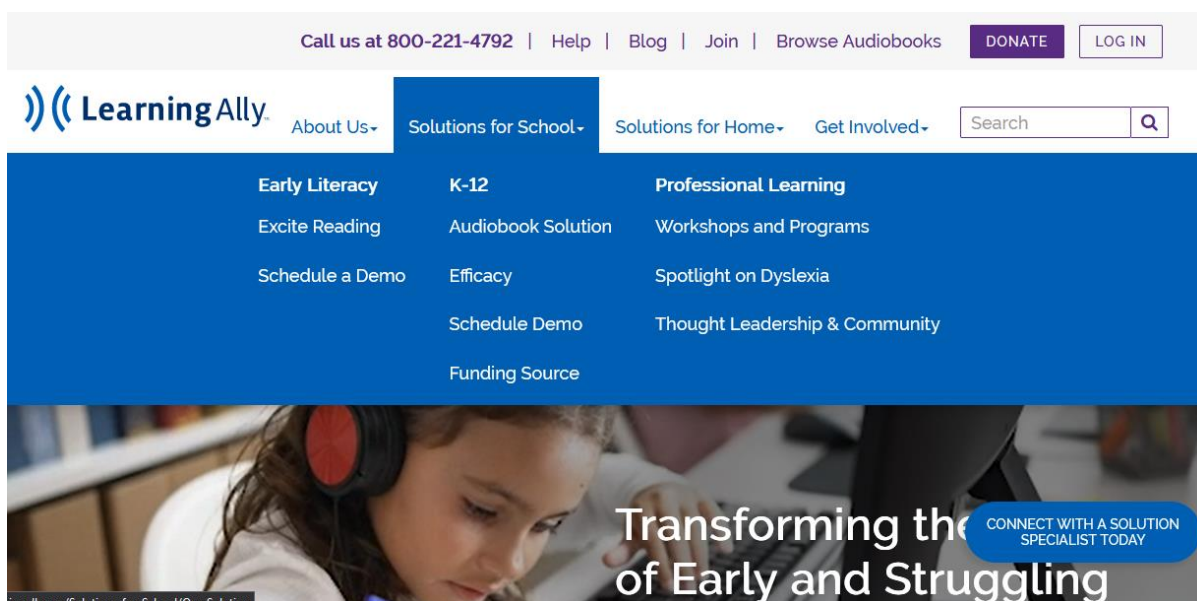 Call us at 800-221-4792 | Help | Blog | Join | Browse Audiobooks DONATE LOG IN
Learning Ally
About Us Solutions for School Solutions for Home Get Involved Search
Early Literacy K-12 Professional Learning
Excite Reading Audiobook Solution Workshops and Programs
Schedule a Demo Efficacy Spotlight on Dyslexia
Schedule Demo Thought Leadership & Community
Funding Source
Transforming the
of Early and Struggling
CONNECT WITH A SOLUTION
SPECIALIST TODAY